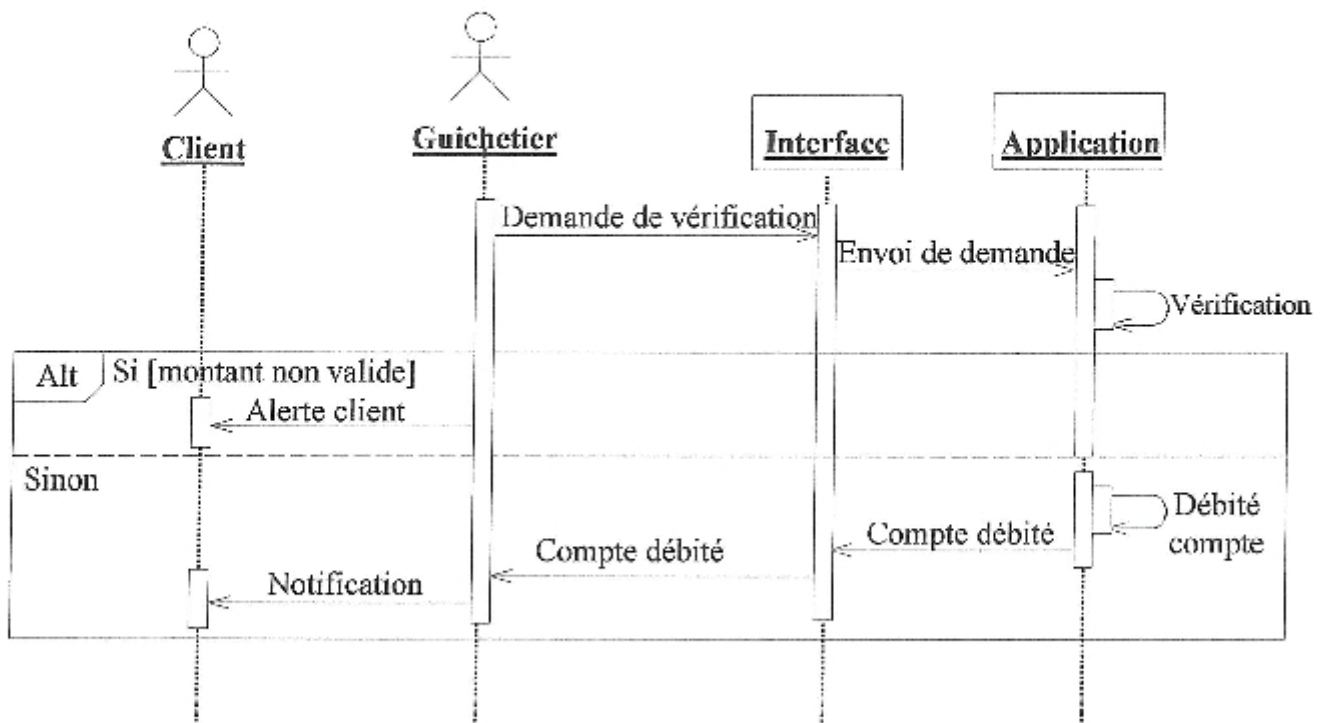 Client
Guichetier
Interface
Application
Demande de vérification
Envoi de demande
Vérification
Alt
Si [montant non valide]
Alerte client
Sinon
Débité
compte
Compte débité
Compte débité
Notification